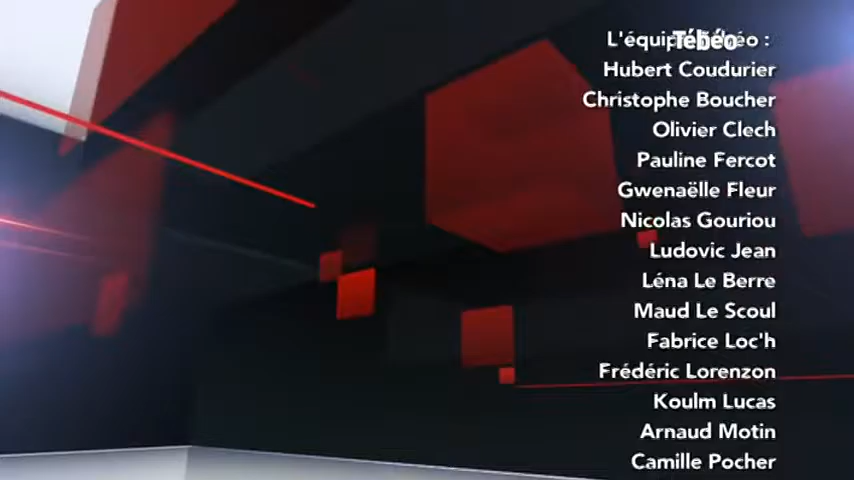 L'équipe Tébéo :
Tébéo
Hubert Coudurier
Christophe Boucher
Olivier Clech
Pauline Fercot
Gwenaëlle Fleur
Nicolas Gouriou
Ludovic Jean
Léna Le Berre
Maud Le Scoul
Fabrice Loc'h
Frédéric Lorenzon
Koulm Lucas
Arnaud Motin
Camille Pocher